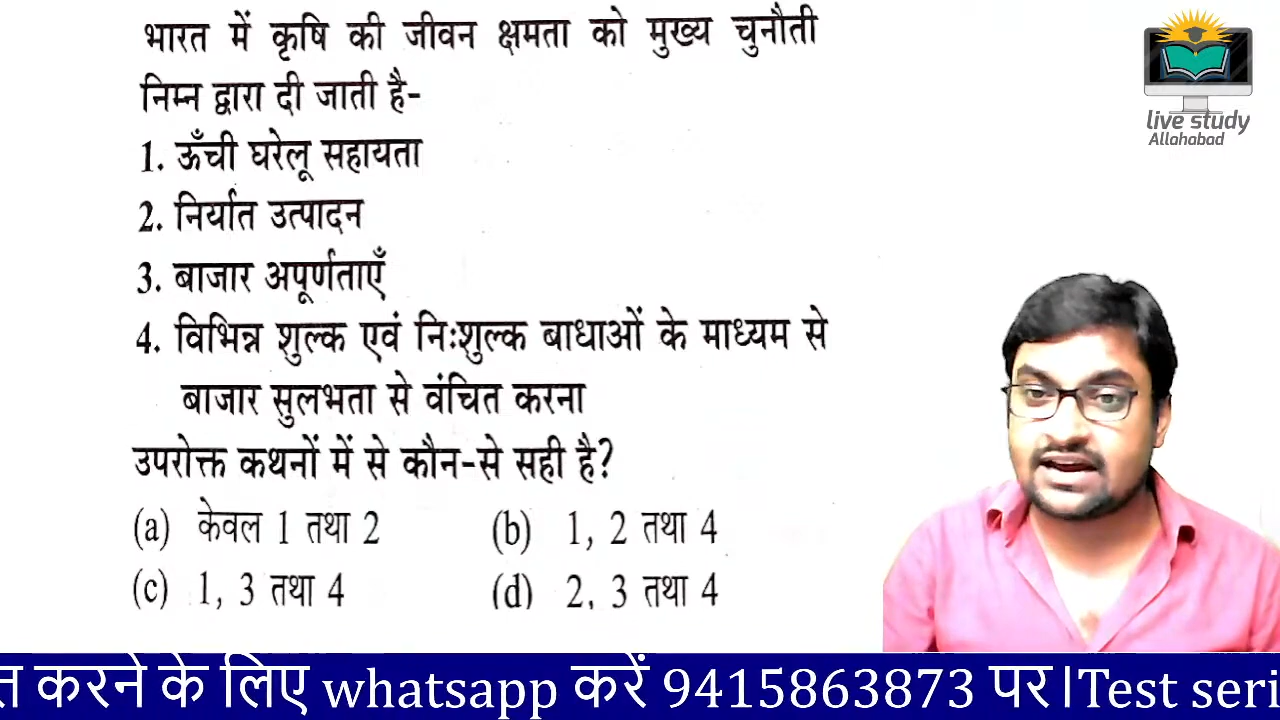 भारत में कृषि की जीवन क्षमता को मुख्य चुनौती
निम्न द्वारा दी जाती है-
1. ऊँची घरेलू सहायता
2. निर्यात उत्पादन
3. बाजार अपूर्णताएँ
4. विभिन्न शुल्क एवं निःशुल्क बाधाओं के माध्यम से
बाजार सुलभता से वंचित करना
उपरोक्त कथनों में से कौन-से सही है?
(a) केवल 1 तथा 2 (b) 1, 2 तथा 4
(c) 1, 3 तथा 4 (d) 2, 3 तथा 4
live study
Allahabad
त करने के लिए whatsapp करें 9415863873 पर।Test seri